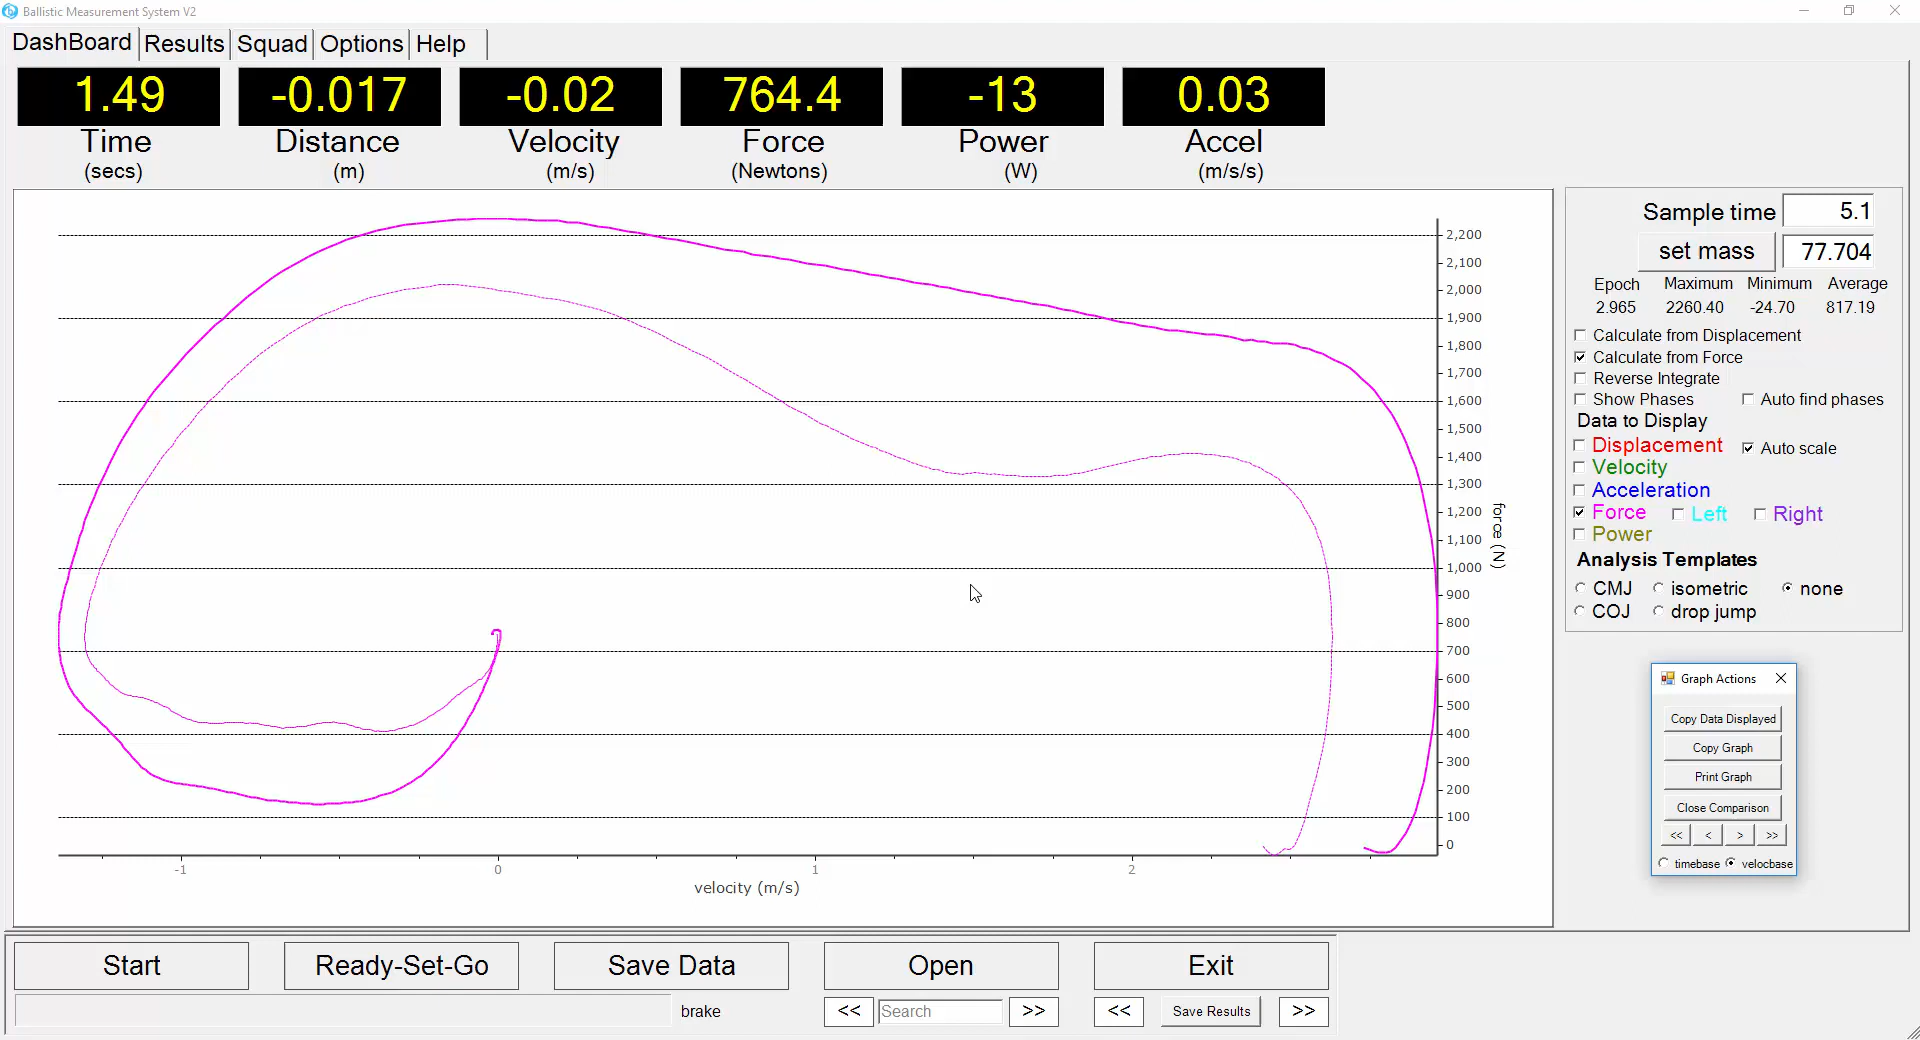 Ballistic Measurement System V2
DashBoard Results Squad Options Help
1.49 -0.017 -0.02 764.4 -13 0.03
Time Distance Velocity Force Power Accel
(secs) (m) (m/s) (Newtons) (W) (m/s/s)
Sample time 5.1
set mass 77.704
Epoch Maximum Minimum Average
2.965 2260.40 -24.70 817.19
Calculate from Displacement
Calculate from Force
Reverse Integrate
Show Phases Auto find phases
Data to Display
Displacement Auto scale
Velocity
Acceleration
Force Left Right
Power
Analysis Templates
CMJ isometric none
COJ drop jump
2,200
2,100
2,000
1,900
1,800
1,700
1,600
1,500
1,400
1,300
1,200
1,100
1,000
900
800
700
600
500
400
300
200
100
0
force (N)
-1 0 1 2
velocity (m/s)
Graph Actions
Copy Data Displayed
Copy Graph
Print Graph
Close Comparison
<< < > >>
timebase velocbase
Start Ready-Set-Go Save Data Open Exit
brake << Search >> << Save Results >>